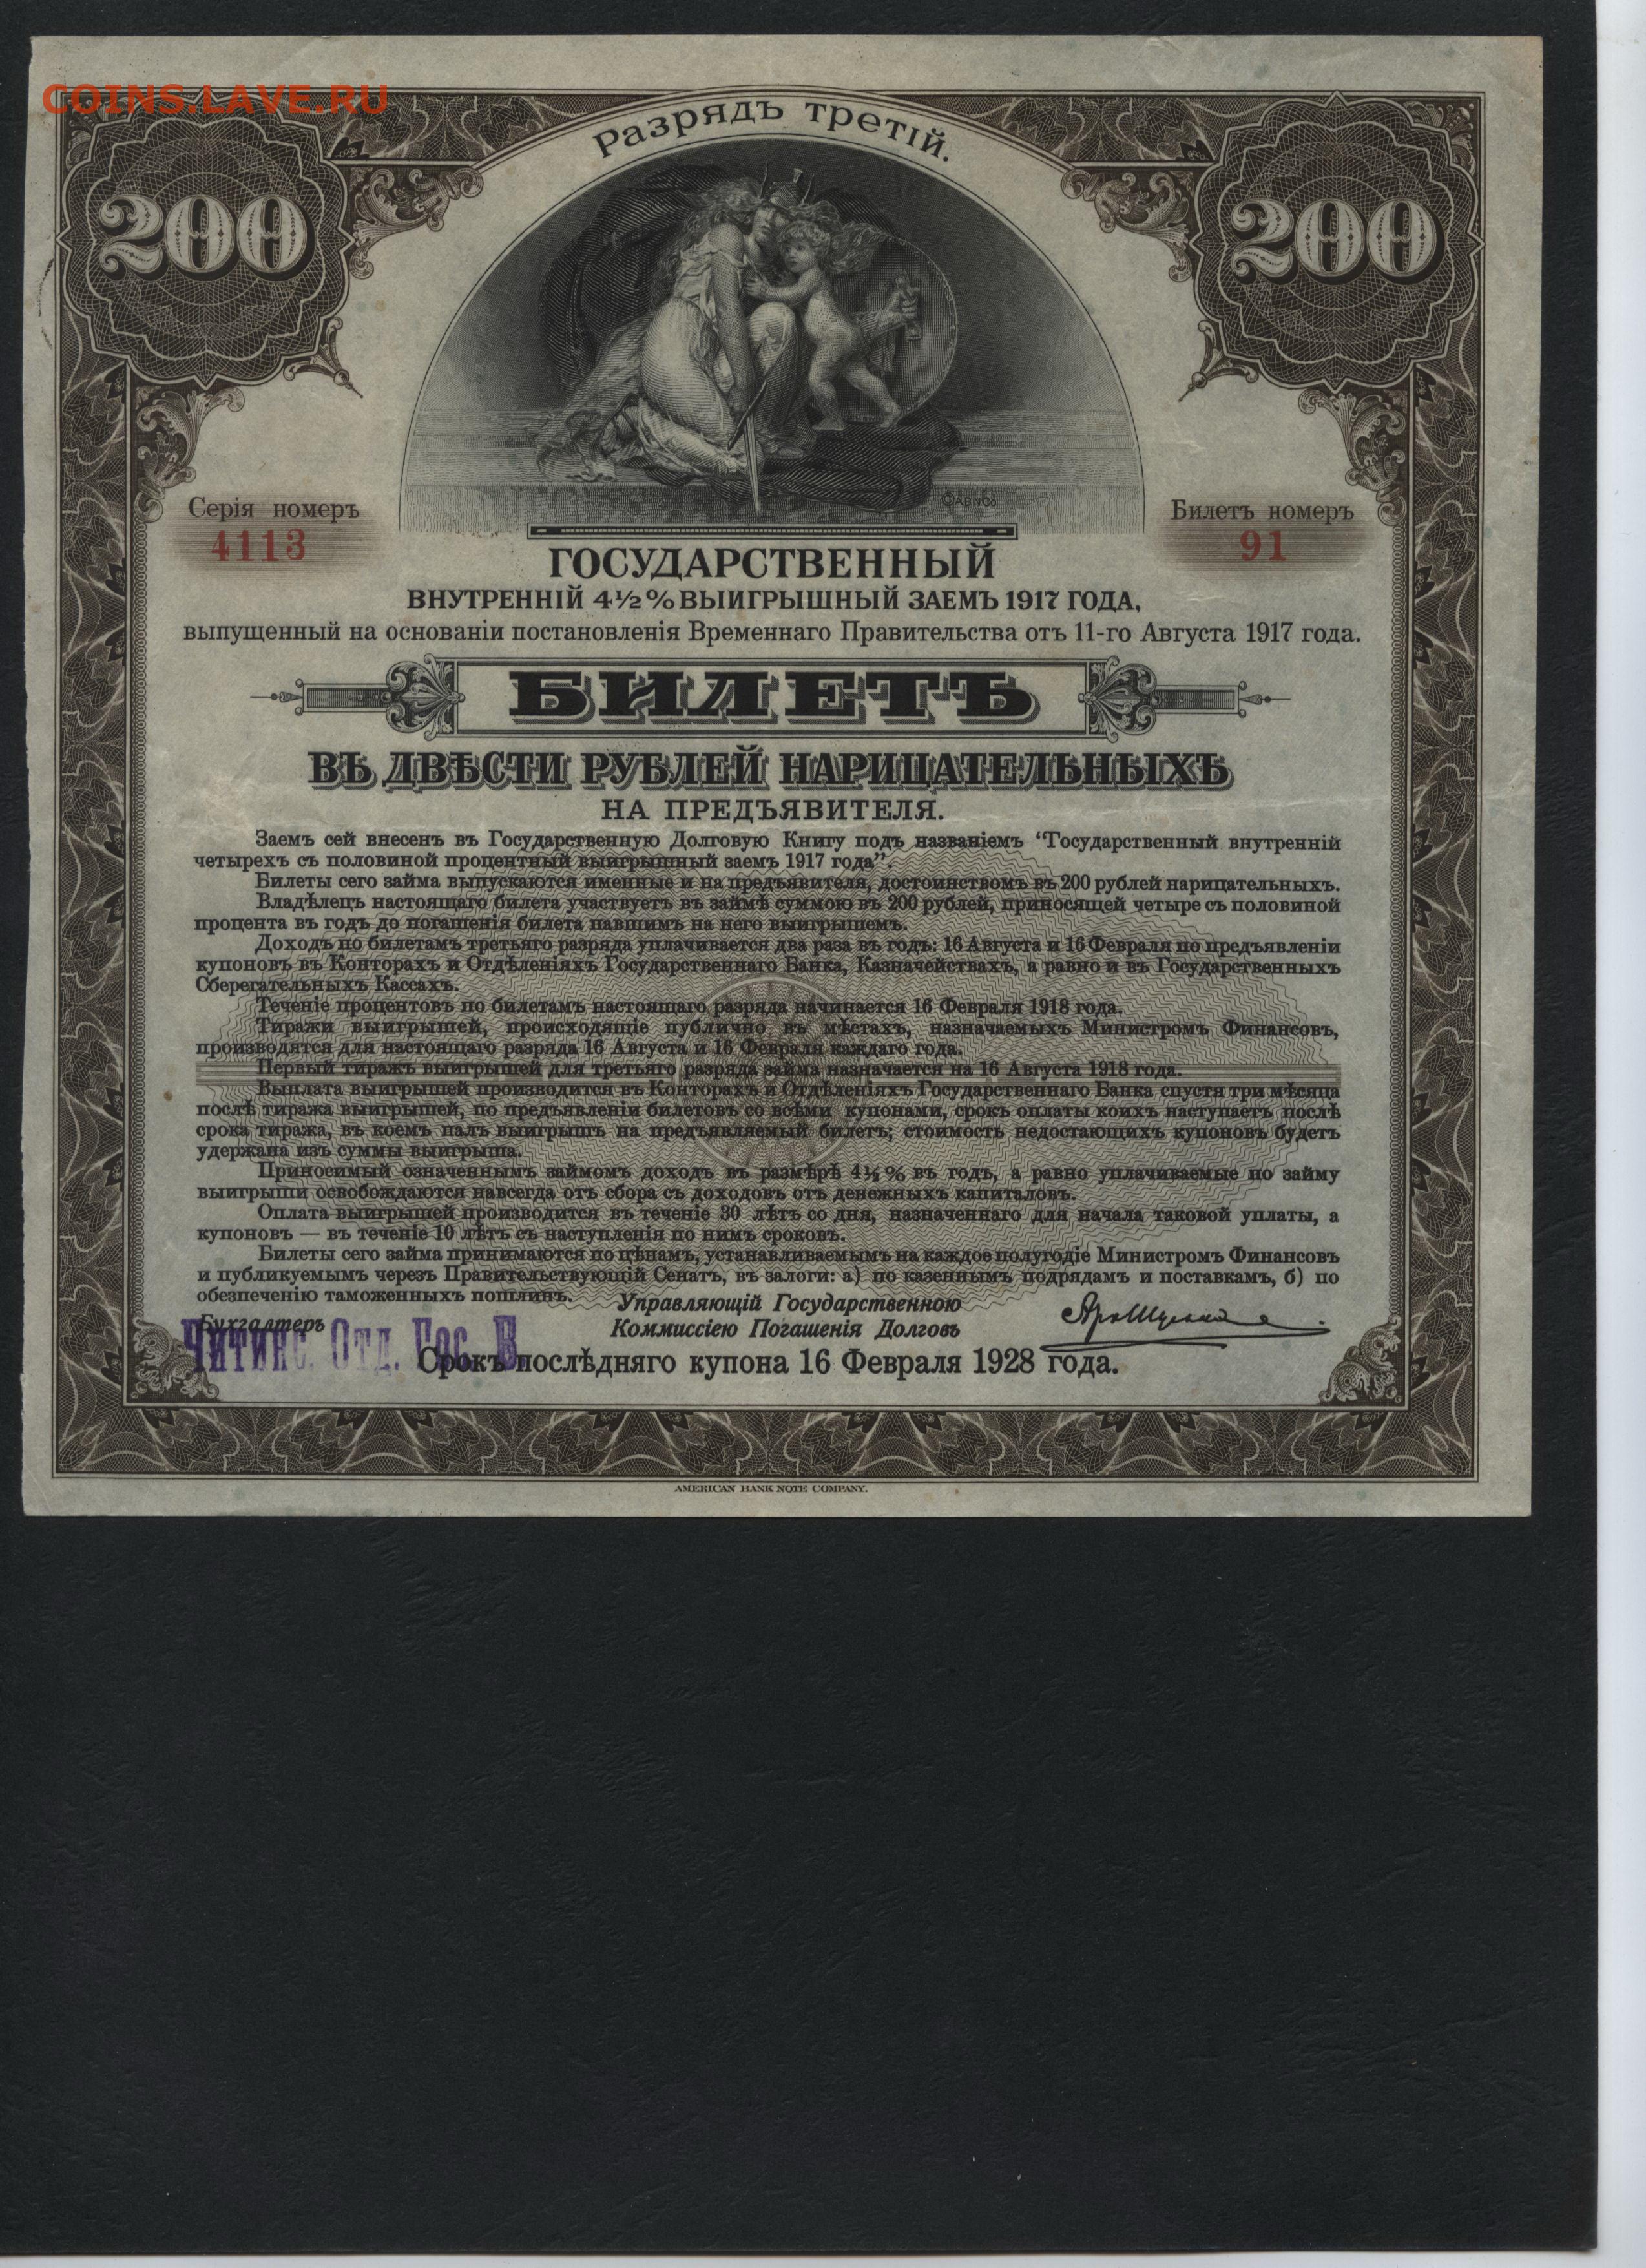 COINS.LAVE.RU
Разрядъ третій.
200
200
©ABNCo
Серія номеръ
4113
Билетъ номеръ
91
ГОСУДАРСТВЕННЫЙ
ВНУТРЕННІЙ 4½% ВЫИГРЫШНЫЙ ЗАЕМЪ 1917 ГОДА,
выпущенный на основаніи постановленія Временнаго Правительства отъ 11-го Августа 1917 года.
БИЛЕТЪ
ВЪ ДВѢСТИ РУБЛЕЙ НАРИЦАТЕЛЬНЫХЪ
НА ПРЕДЪЯВИТЕЛЯ.
Заемъ сей внесенъ въ Государственную Долговую Книгу подъ названіемъ “Государственный внутренній
четырехъ съ половиной процентный выигрышный заемъ 1917 года”.
Билеты сего займа выпускаются именные и на предъявителя, достоинствомъ въ 200 рублей нарицательныхъ.
Владѣлецъ настоящаго билета участвуетъ въ займѣ суммою въ 200 рублей, приносящей четыре съ половиной
процента въ годъ до погашенія билета павшимъ на него выигрышемъ.
Доходъ по билетамъ третьяго разряда уплачивается два раза въ годъ: 16 Августа и 16 Февраля по предъявленіи
купоновъ въ Конторахъ и Отдѣленіяхъ Государственнаго Банка, Казначействахъ, а равно и въ Государственныхъ
Сберегательныхъ Кассахъ.
Теченіе процентовъ по билетамъ настоящаго разряда начинается 16 Февраля 1918 года.
Тиражи выигрышей, происходящіе публично въ мѣстахъ, назначаемыхъ Министромъ Финансовъ,
производятся для настоящаго разряда 16 Августа и 16 Февраля каждаго года.
Первый тиражъ выигрышей для третьяго разряда займа назначается на 16 Августа 1918 года.
Выплата выигрышей производится въ Конторахъ и Отдѣленіяхъ Государственнаго Банка спустя три мѣсяца
послѣ тиража выигрышей, по предъявленіи билетовъ со всѣми купонами, срокъ оплаты коихъ наступаетъ послѣ
срока тиража, въ коемъ палъ выигрышъ на предъявляемый билетъ; стоимость недостающихъ купоновъ будетъ
удержана изъ суммы выигрыша.
Приносимый означеннымъ займомъ доходъ въ размѣрѣ 4½% въ годъ, а равно уплачиваемые по займу
выигрыши освобождаются навсегда отъ сбора съ доходовъ отъ денежныхъ капиталовъ.
Оплата выигрышей производится въ теченіе 30 лѣтъ со дня, назначеннаго для начала таковой уплаты, а
купоновъ — въ теченіе 10 лѣтъ съ наступленія по нимъ сроковъ.
Билеты сего займа принимаются по цѣнамъ, устанавливаемымъ на каждое полугодіе Министромъ Финансовъ
и публикуемымъ черезъ Правительствующій Сенатъ, въ залоги: а) по казеннымъ подрядамъ и поставкамъ, б) по
обезпеченію таможенныхъ пошлинъ.
Управляющій Государственною
Коммиссіею Погашенія Долговъ
Бухгалтеръ
Читинс. Отд. Гос. Б.
Срокъ послѣдняго купона 16 Февраля 1928 года.
AMERICAN BANK NOTE COMPANY.